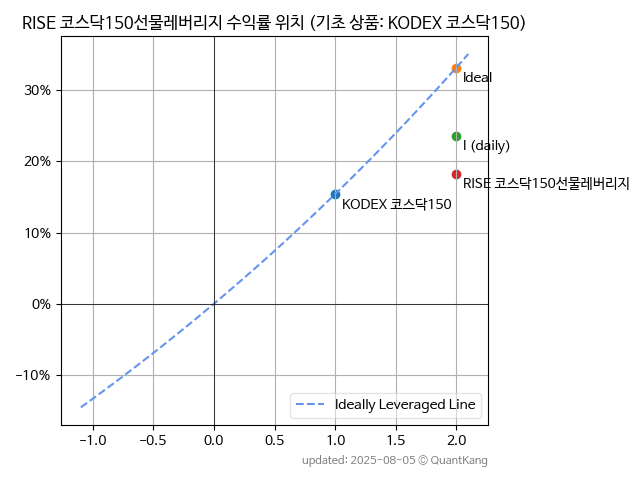 RISE 코스닥150선물레버리지 수익률 위치 (기초 상품: KODEX 코스닥150)
30%
20%
10%
0%
−10%
Ideal
I (daily)
RISE 코스닥150선물레버리지
KODEX 코스닥150
Ideally Leveraged Line
−1.0 −0.5 0.0 0.5 1.0 1.5 2.0
updated: 2025-08-05 © QuantKang